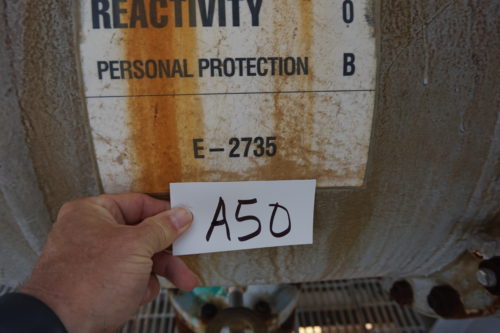 REACTIVITY 0
PERSONAL PROTECTION B
E-2735
A50